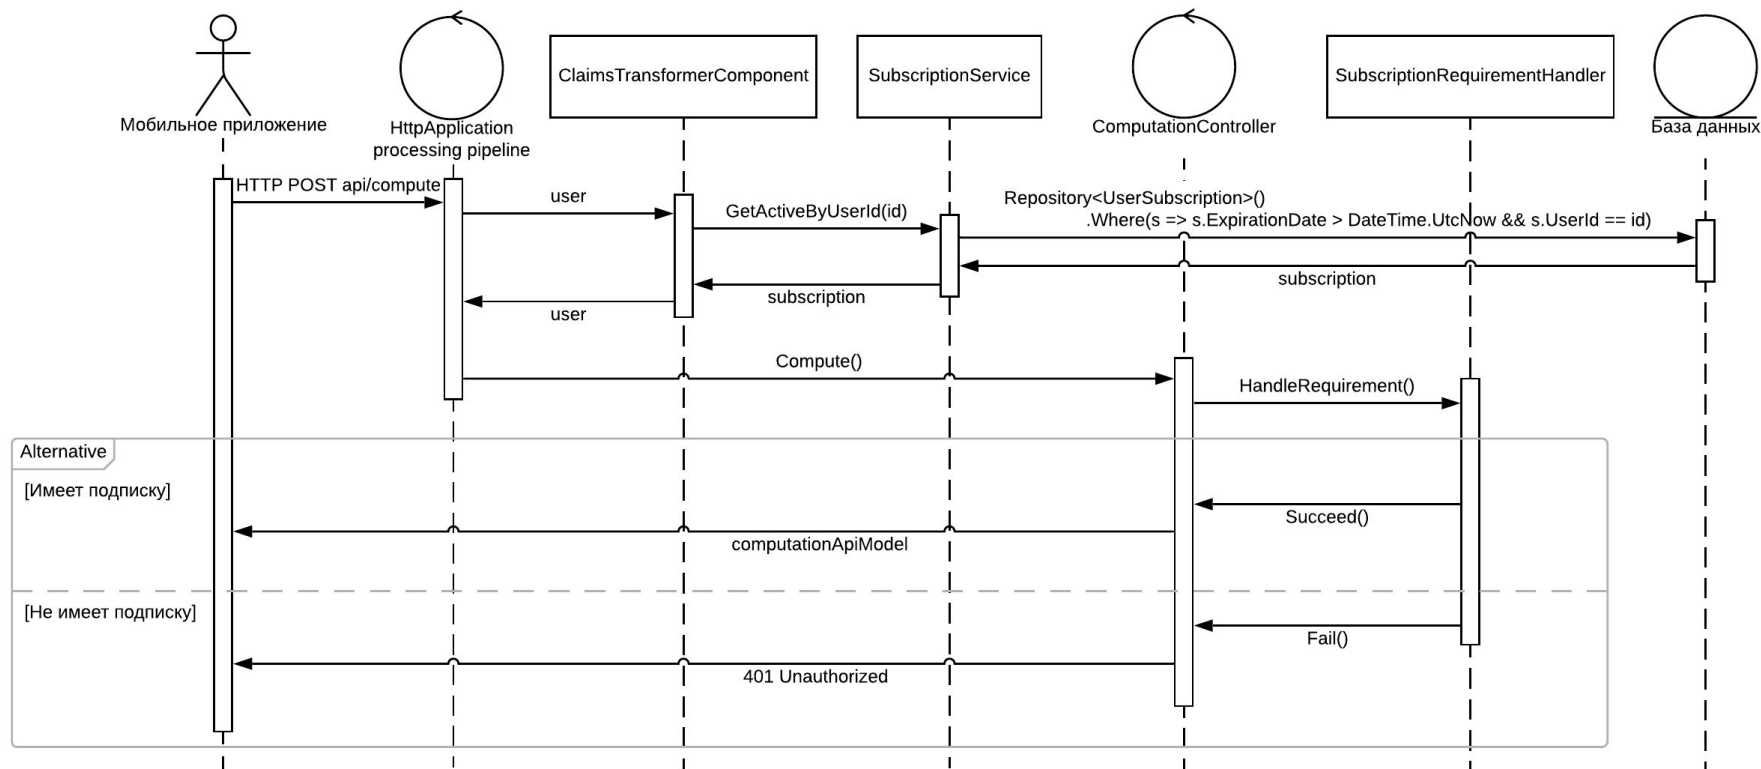 Мобильное приложение
HttpApplication
processing pipeline
ClaimsTransformerComponent
SubscriptionService
ComputationController
SubscriptionRequirementHandler
База данных
HTTP POST api/compute
user
GetActiveByUserId(id)
Repository<UserSubscription>()
.Where(s => s.ExpirationDate > DateTime.UtcNow && s.UserId == id)
subscription
subscription
user
Compute()
HandleRequirement()
Alternative
[Имеет подписку]
Succeed()
computationApiModel
[Не имеет подписку]
Fail()
401 Unauthorized